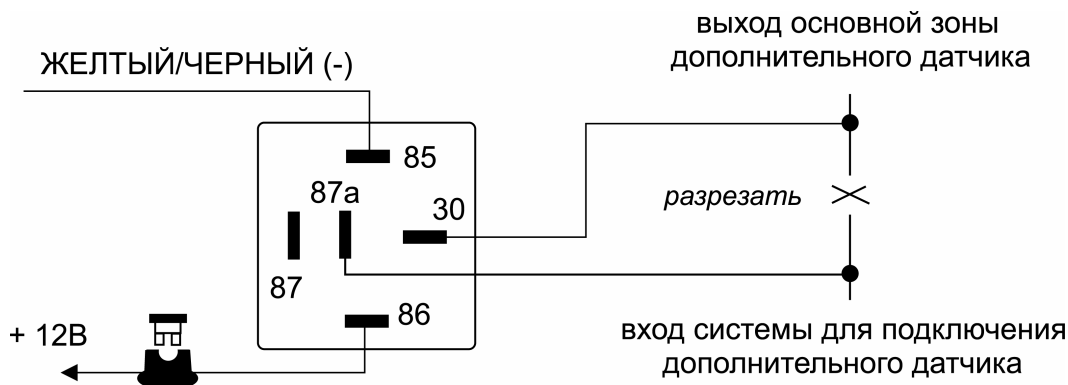 выход основной зоны
дополнительного датчика
ЖЕЛТЫЙ/ЧЕРНЫЙ (-)
85
87а
30
разрезать
87
86
+ 12В
вход системы для подключения
дополнительного датчика